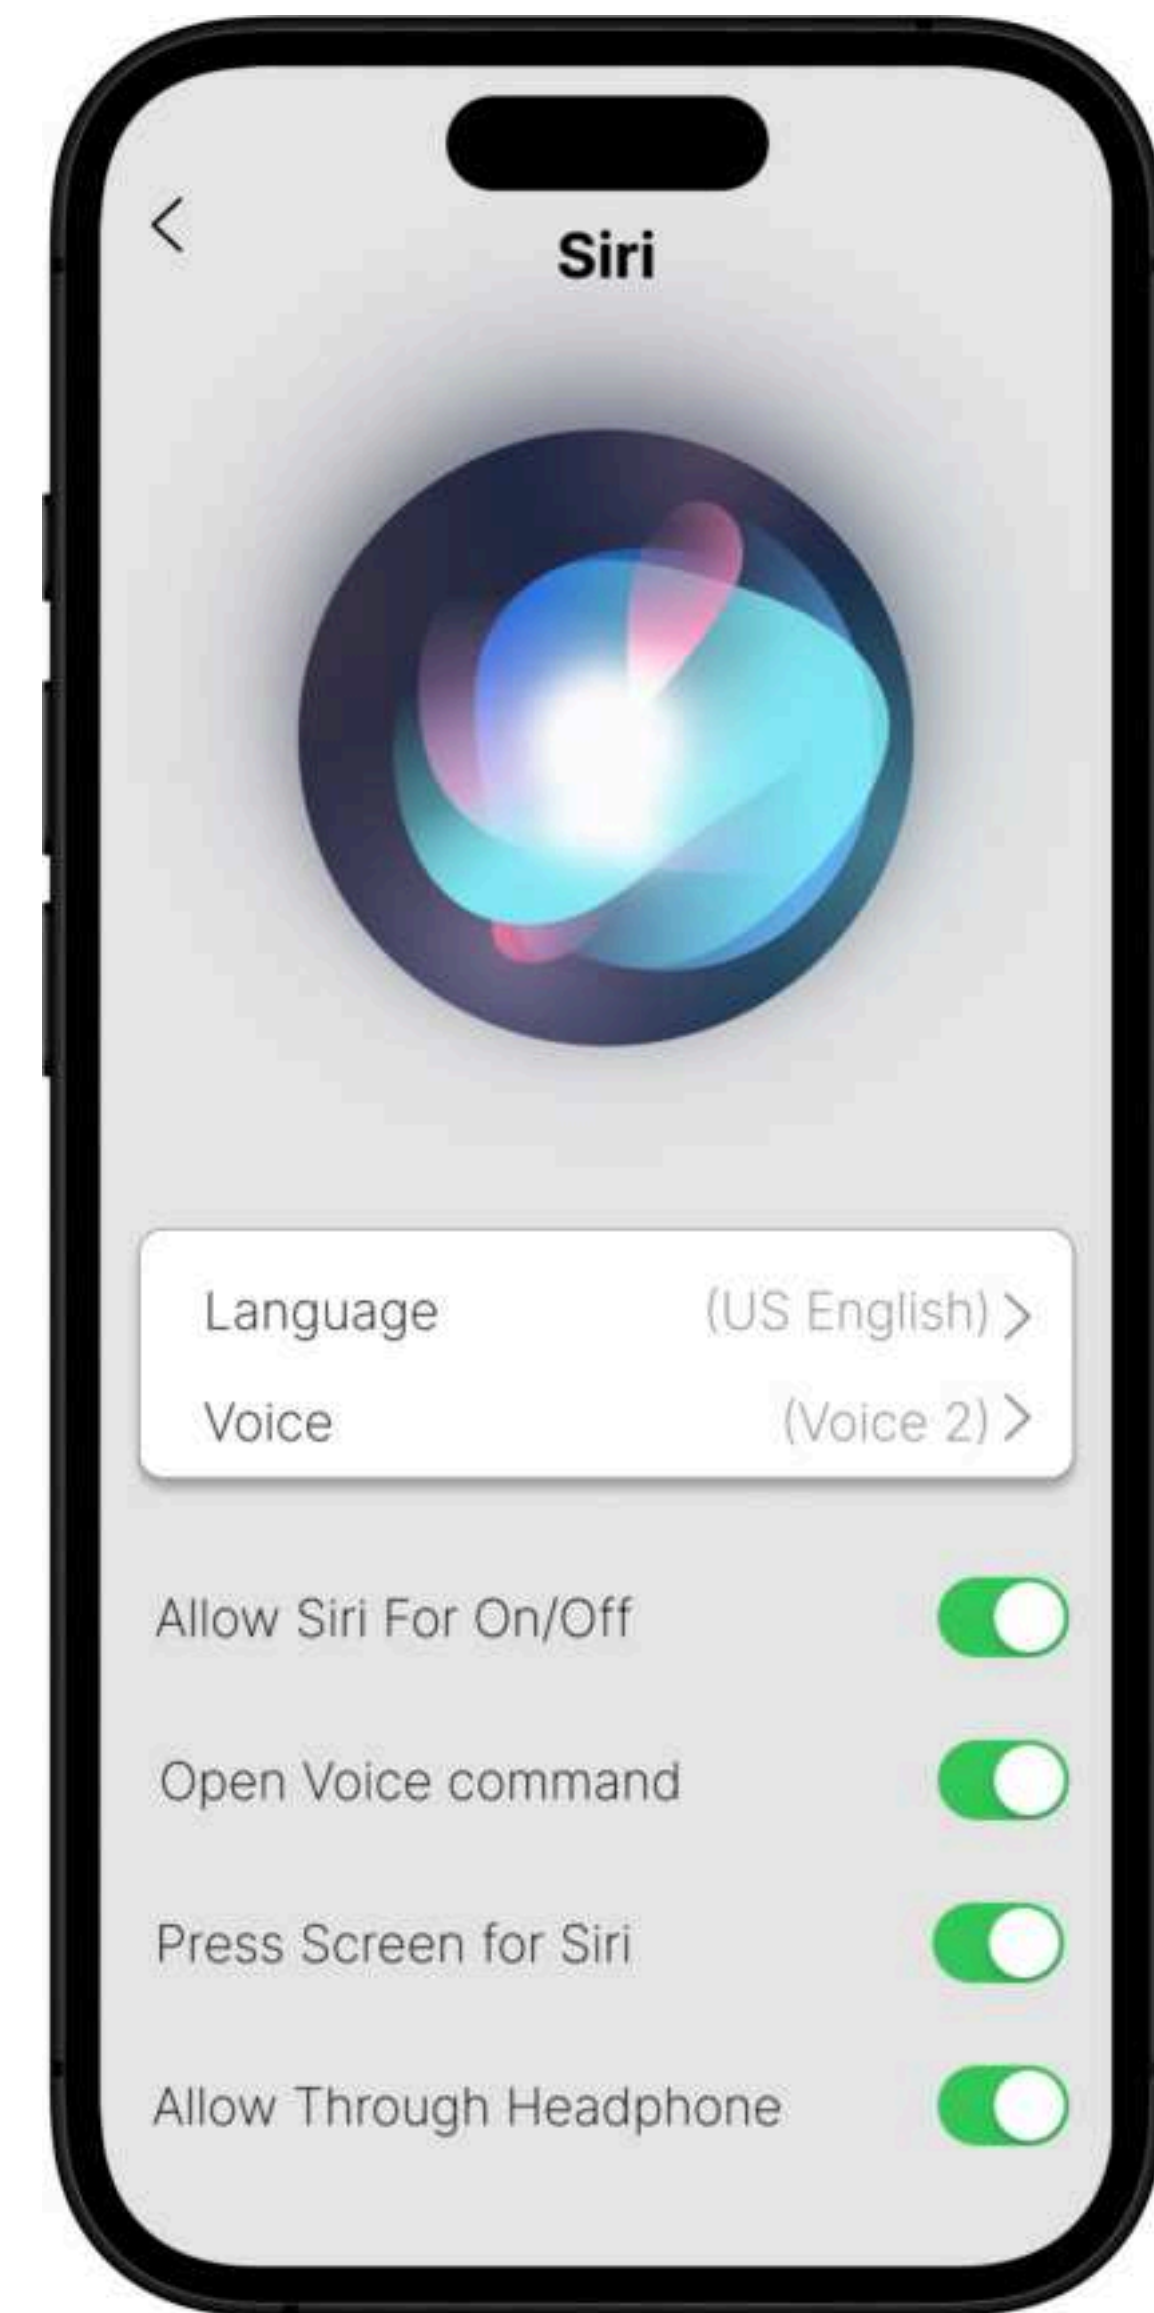 Siri
Language (US English)
Voice (Voice 2)
Allow Siri For On/Off
Open Voice command
Press Screen for Siri
Allow Through Headphone